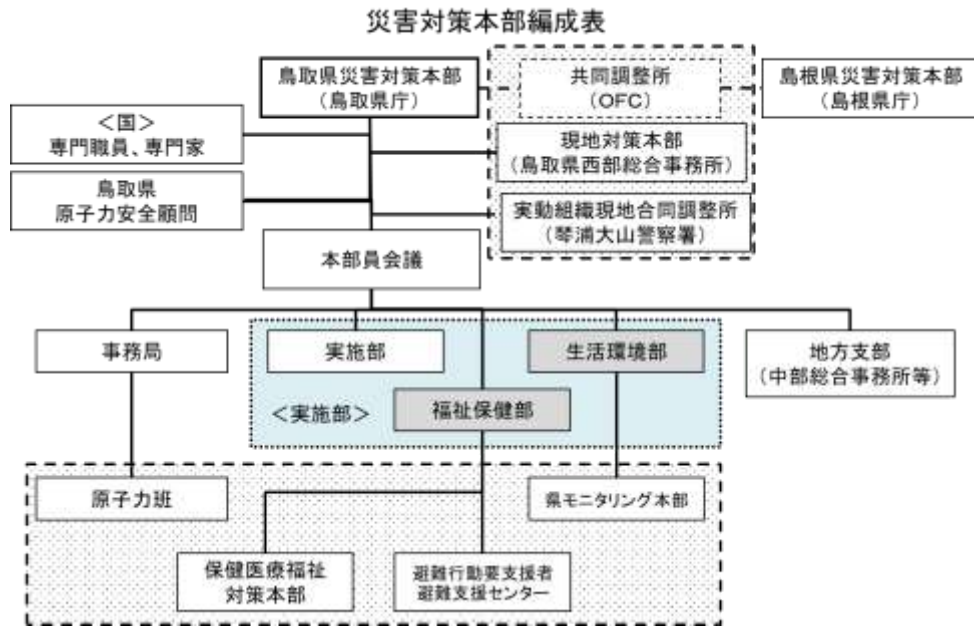 災害対策本部編成表
鳥取県災害対策本部
（鳥取県庁）
共同調整所
（OFC）
島根県災害対策本部
（島根県庁）
＜国＞
専門職員、専門家
現地対策本部
（鳥取県西部総合事務所）
鳥取県
原子力安全顧問
実動組織現地合同調整所
（琴浦大山警察署）
本部員会議
事務局
実施部
生活環境部
地方支部
（中部総合事務所等）
＜実施部＞
福祉保健部
原子力班
県モニタリング本部
保健医療福祉
対策本部
避難行動要支援者
避難支援センター